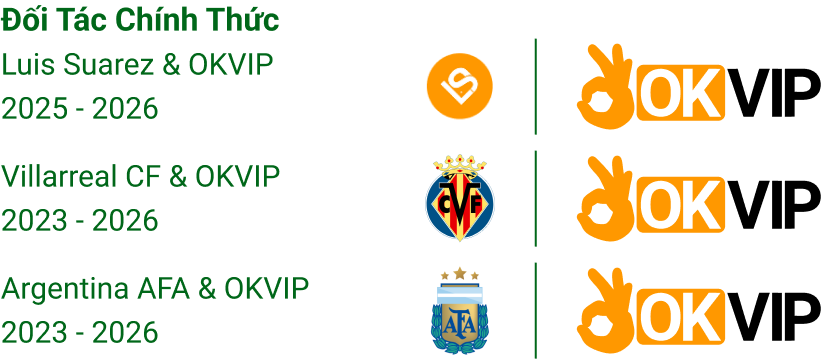 Đối Tác Chính Thức
Luis Suarez & OKVIP
2025 - 2026
LS
OKVIP
Villarreal CF & OKVIP
2023 - 2026
CVF
OKVIP
Argentina AFA & OKVIP
2023 - 2026
AFA
OKVIP